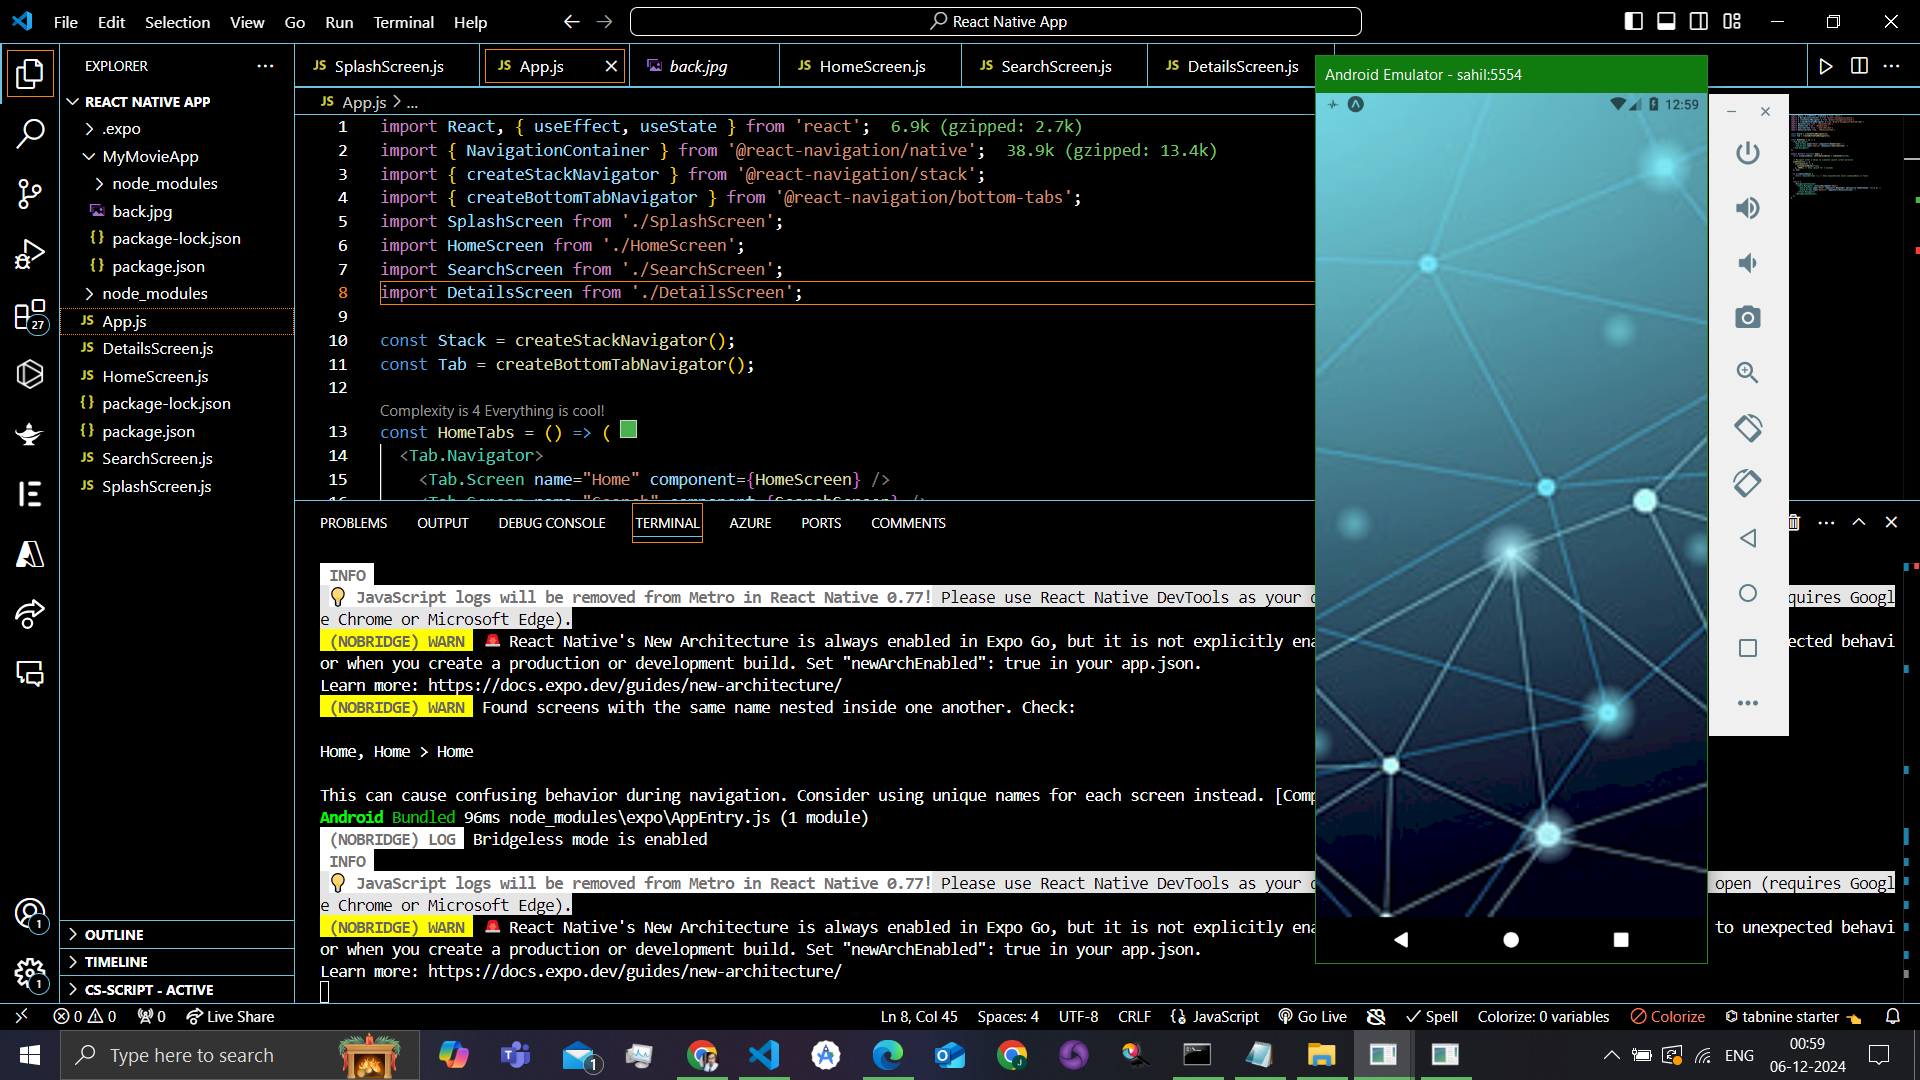 File Edit Selection View Go Run Terminal Help
React Native App
EXPLORER
REACT NATIVE APP
.expo
MyMovieApp
node_modules
back.jpg
package-lock.json
package.json
node_modules
App.js
DetailsScreen.js
HomeScreen.js
package-lock.json
package.json
SearchScreen.js
SplashScreen.js
OUTLINE
TIMELINE
CS-SCRIPT - ACTIVE
27
1
1
JS SplashScreen.js JS App.js back.jpg JS HomeScreen.js JS SearchScreen.js JS DetailsScreen.js
JS App.js > ...
1 import React, { useEffect, useState } from 'react'; 6.9k (gzipped: 2.7k)
2 import { NavigationContainer } from '@react-navigation/native'; 38.9k (gzipped: 13.4k)
3 import { createStackNavigator } from '@react-navigation/stack';
4 import { createBottomTabNavigator } from '@react-navigation/bottom-tabs';
5 import SplashScreen from './SplashScreen';
6 import HomeScreen from './HomeScreen';
7 import SearchScreen from './SearchScreen';
8 import DetailsScreen from './DetailsScreen';
9
10 const Stack = createStackNavigator();
11 const Tab = createBottomTabNavigator();
12
Complexity is 4 Everything is cool!
13 const HomeTabs = () => (
14 <Tab.Navigator>
15 <Tab.Screen name="Home" component={HomeScreen} />
PROBLEMS OUTPUT DEBUG CONSOLE TERMINAL AZURE PORTS COMMENTS
INFO
💡 JavaScript logs will be removed from Metro in React Native 0.77! Please use React Native DevTools as your
quires Googl
e Chrome or Microsoft Edge).
(NOBRIDGE) WARN 🚨 React Native's New Architecture is always enabled in Expo Go, but it is not explicitly ena
ected behavi
or when you create a production or development build. Set "newArchEnabled": true in your app.json.
Learn more: https://docs.expo.dev/guides/new-architecture/
(NOBRIDGE) WARN Found screens with the same name nested inside one another. Check:
Home, Home > Home
This can cause confusing behavior during navigation. Consider using unique names for each screen instead. [Comp
Android Bundled 96ms node_modules\expo\AppEntry.js (1 module)
(NOBRIDGE) LOG Bridgeless mode is enabled
INFO
💡 JavaScript logs will be removed from Metro in React Native 0.77! Please use React Native DevTools as your
open (requires Googl
e Chrome or Microsoft Edge).
(NOBRIDGE) WARN 🚨 React Native's New Architecture is always enabled in Expo Go, but it is not explicitly ena
to unexpected behavi
or when you create a production or development build. Set "newArchEnabled": true in your app.json.
Learn more: https://docs.expo.dev/guides/new-architecture/
Android Emulator - sahil:5554
12:59
0 0 0 Live Share
Ln 8, Col 45 Spaces: 4 UTF-8 CRLF JavaScript Go Live Spell Colorize: 0 variables Colorize tabnine starter
Type here to search
1
ENG
00:59
06-12-2024